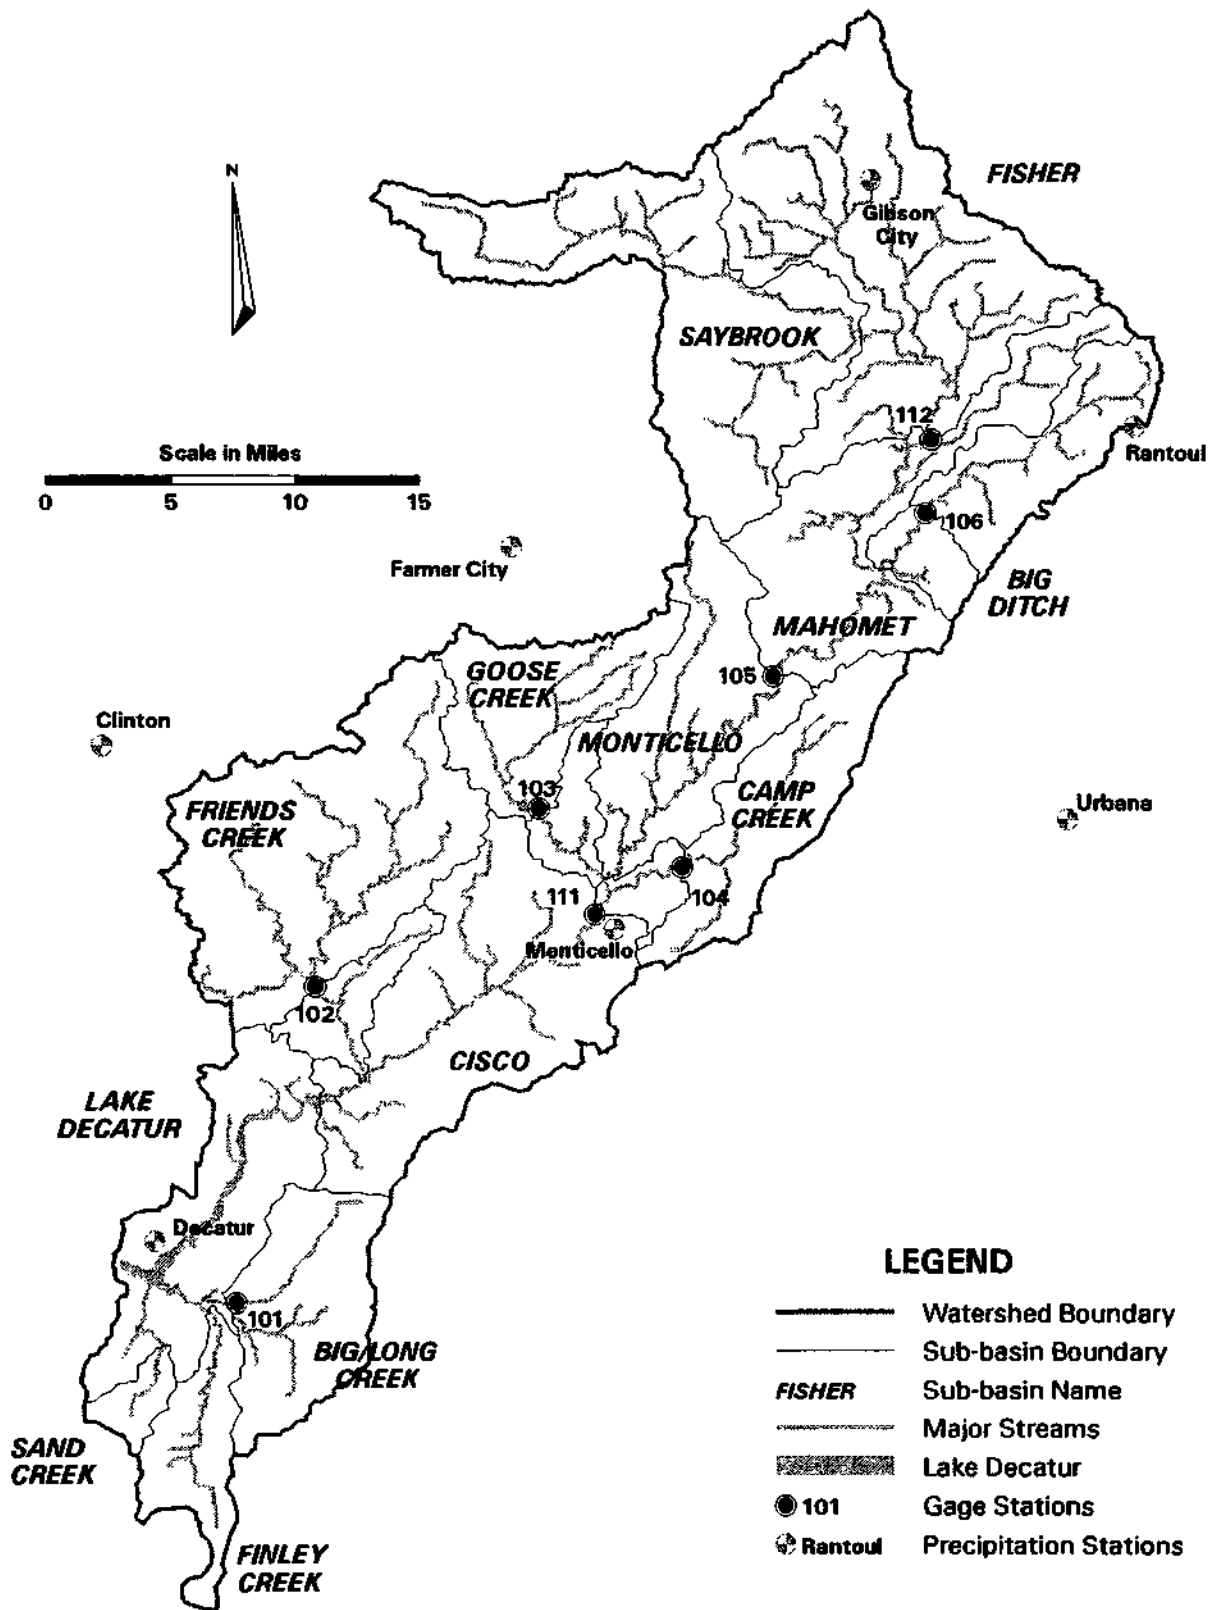 FISHER
N
Gibson
City
SAYBROOK
112
Scale in Miles
Rantoul
0 5 10 15
106
Farmer City
BIG
DITCH
MAHOMET
GOOSE
CREEK
105
Clinton
MONTICELLO
103
CAMP
CREEK
Urbana
FRIENDS
CREEK
111
104
Monticello
102
CISCO
LAKE
DECATUR
Decatur
LEGEND
101
Watershed Boundary
BIG/LONG
CREEK
Sub-basin Boundary
FISHER Sub-basin Name
Major Streams
SAND
CREEK
Lake Decatur
101 Gage Stations
Rantoul Precipitation Stations
FINLEY
CREEK